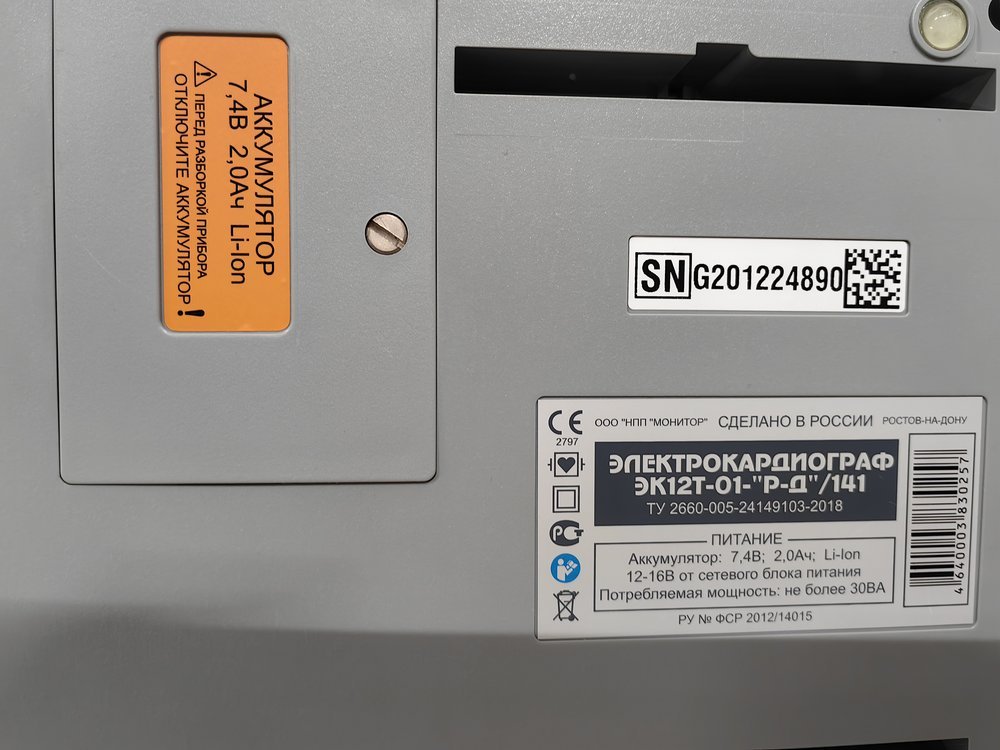 АККУМУЛЯТОР
7,4В 2,0Ач Li-Ion
ПЕРЕД РАЗБОРКОЙ ПРИБОРА
ОТКЛЮЧИТЕ АККУМУЛЯТОР!
SN G201224890
CE ООО "НПП "МОНИТОР" СДЕЛАНО В РОССИИ РОСТОВ-НА-ДОНУ
2797
ЭЛЕКТРОКАРДИОГРАФ
ЭК12Т-01-"Р-Д"/141
ТУ 2660-005-24149103-2018
ПИТАНИЕ
Аккумулятор: 7,4В; 2,0Ач; Li-Ion
12-16В от сетевого блока питания
Потребляемая мощность: не более 30ВА
РУ № ФСР 2012/14015
4640003830257